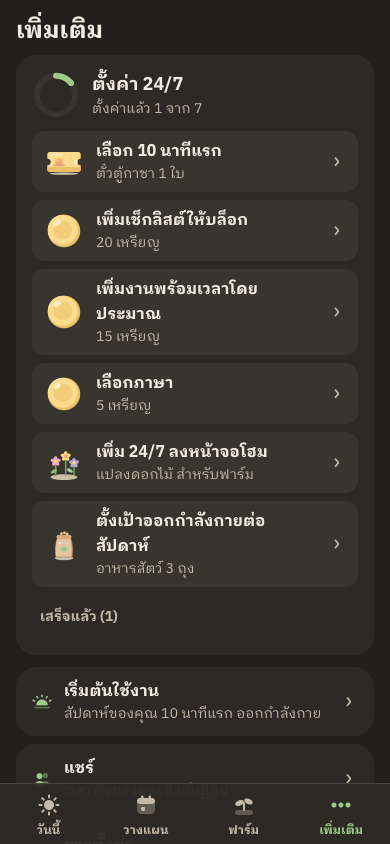 เพิ่มเติม
ตั้งค่า 24/7
ตั้งค่าแล้ว 1 จาก 7
เลือก 10 นาทีแรก
ตั๋วตู้กาชา 1 ใบ
เพิ่มเช็กลิสต์ให้บล็อก
20 เหรียญ
เพิ่มงานพร้อมเวลาโดย
ประมาณ
15 เหรียญ
เลือกภาษา
5 เหรียญ
เพิ่ม 24/7 ลงหน้าจอโฮม
แปลงดอกไม้ สำหรับฟาร์ม
ตั้งเป้าออกกำลังกายต่อ
สัปดาห์
อาหารสัตว์ 3 ถุง
เสร็จแล้ว (1)
เริ่มต้นใช้งาน
สัปดาห์ของคุณ 10 นาทีแรก ออกกำลังกาย
แชร์
วันนี้
วางแผน
ฟาร์ม
เพิ่มเติม